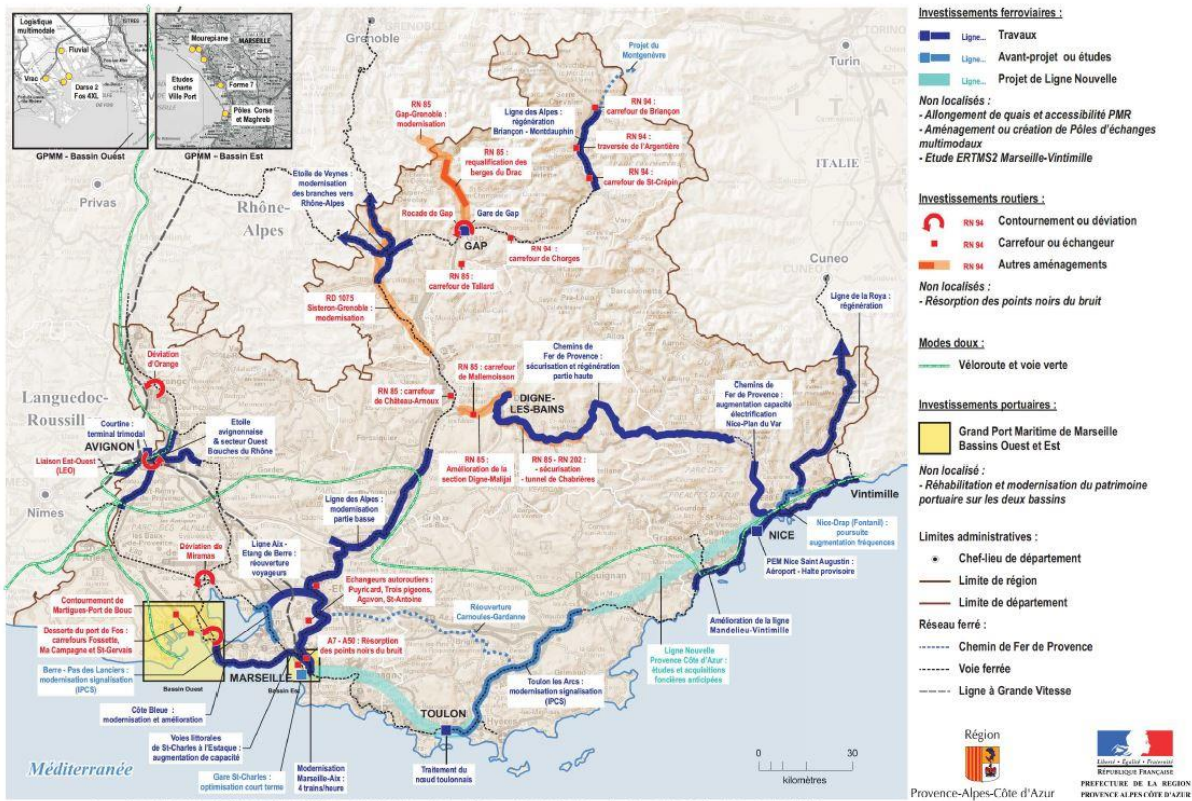 Logistique
multimodale
Fluvial
Vrac
Darse 2
Fos 4XL
GPMM - Bassin Ouest
ISTRES
Mourepiane
MARSEILLE
Etudes
charte
Ville Port
Forme 7
Pôles Corse
et Maghreb
GPMM - Bassin Est
Grenoble
GRENOBLE
Projet du
Montgenèvre
Turin
TORINO
ITALIE
Privas
Rhône-
Alpes
RN 85
Gap-Grenoble :
modernisation
Ligne des Alpes :
régénération
Briançon - Montdauphin
RN 94 :
carrefour de Briançon
RN 94 :
traversée de l'Argentière
RN 94 :
carrefour de St-Crépin
RN 85 :
requalification des
berges du Drac
Etoile de Veynes :
modernisation
des branches vers
Rhône-Alpes
Rocade de Gap
Gare de Gap
GAP
RN 94 :
carrefour de Chorges
RN 85 :
carrefour de Tallard
RD 1075
Sisteron-Grenoble :
modernisation
Cuneo
CUNEO
Ligne de la Roya :
régénération
Déviation
d'Orange
Languedoc-
Roussill
Courtine :
terminal trimodal
AVIGNON
Liaison Est-Ouest
(LEO)
Etoile
avignonnaise
& secteur Ouest
Bouches du Rhône
Nîmes
NÎMES
RN 85 : carrefour
de Château-Arnoux
RN 85 : carrefour
de Mallemoisson
DIGNE-
LES-BAINS
Chemins de
Fer de Provence :
sécurisation et régénération
partie haute
Chemins de
Fer de Provence :
augmentation capacité
électrification
Nice-Plan du Var
RN 85 :
Amélioration de la
section Digne-Malijai
RN 85 - RN 202 :
- sécurisation
- tunnel de Chabrières
Ligne des Alpes :
modernisation
partie basse
Vintimille
NICE
Nice-Drap (Fontanil) :
poursuite
augmentation fréquences
PEM Nice Saint Augustin :
Aéroport - Halte provisoire
Déviation de
Miramas
Ligne Aix -
Etang de Berre :
réouverture
voyageurs
Echangeurs autoroutiers :
Puyricard, Trois pigeons,
Agavon, St-Antoine
Draguignan
Contournement de
Martigues-Port de Bouc
Desserte du port de Fos :
carrefours Fossette,
Ma Campagne et St-Gervais
Berre - Pas des Lanciers :
modernisation signalisation
(IPCS)
Bassin Ouest
MARSEILLE
Bassin Est
A7 - A50 : Résorption
des points noirs du bruit
Réouverture
Carnoules-Gardanne
Amélioration de la ligne
Mandelieu-Vintimille
Ligne Nouvelle
Provence Côte d'Azur :
études et acquisitions
foncières anticipées
Toulon les Arcs :
modernisation signalisation
(IPCS)
Côte Bleue :
modernisation et amélioration
Voies littorales
de St-Charles à l'Estaque :
augmentation de capacité
Gare St-Charles :
optimisation court terme
Modernisation
Marseille-Aix :
4 trains/heure
TOULON
Hyères
Traitement du
nœud toulonnais
Méditerranée
0 30
kilomètres
Investissements ferroviaires :
Ligne... Travaux
Ligne... Avant-projet ou études
Ligne... Projet de Ligne Nouvelle
Non localisés :
- Allongement de quais et accessibilité PMR
- Aménagement ou création de Pôles d'échanges
multimodaux
- Etude ERTMS2 Marseille-Vintimille
Investissements routiers :
RN 94 Contournement ou déviation
RN 94 Carrefour ou échangeur
RN 94 Autres aménagements
Non localisés :
- Résorption des points noirs du bruit
Modes doux :
Véloroute et voie verte
Investissements portuaires :
Grand Port Maritime de Marseille
Bassins Ouest et Est
Non localisé :
- Réhabilitation et modernisation du patrimoine
portuaire sur les deux bassins
Limites administratives :
Chef-lieu de département
Limite de région
Limite de département
Réseau ferré :
Chemin de Fer de Provence
Voie ferrée
Ligne à Grande Vitesse
Région
Provence-Alpes-Côte d'Azur
Liberté • Égalité • Fraternité
RÉPUBLIQUE FRANÇAISE
PREFECTURE DE LA REGION
PROVENCE ALPES CÔTE D'AZUR